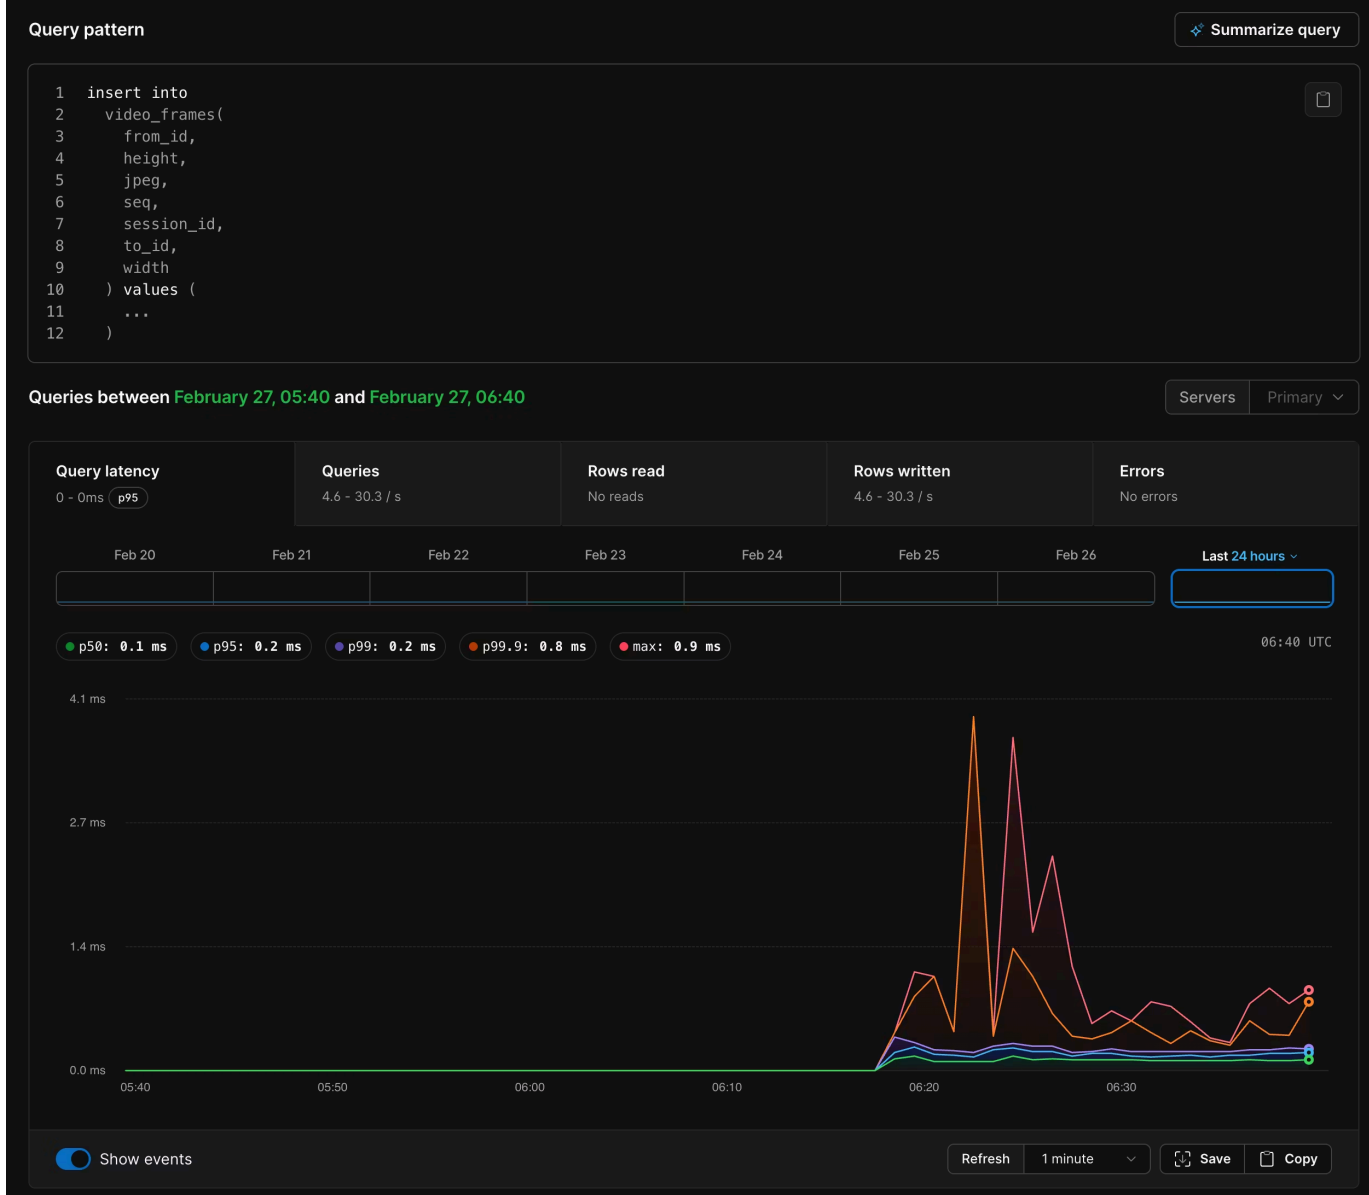 Query pattern
Summarize query
1 insert into
2 video_frames(
3 from_id,
4 height,
5 jpeg,
6 seq,
7 session_id,
8 to_id,
9 width
10 ) values (
11 ...
12 )
Queries between February 27, 05:40 and February 27, 06:40
Servers Primary
Query latency
0 - 0ms p95
Queries
4.6 - 30.3 / s
Rows read
No reads
Rows written
4.6 - 30.3 / s
Errors
No errors
Feb 20 Feb 21 Feb 22 Feb 23 Feb 24 Feb 25 Feb 26 Last 24 hours
p50: 0.1 ms p95: 0.2 ms p99: 0.2 ms p99.9: 0.8 ms max: 0.9 ms 06:40 UTC
4.1 ms
2.7 ms
1.4 ms
0.0 ms
05:40 05:50 06:00 06:10 06:20 06:30
Show events Refresh 1 minute Save Copy